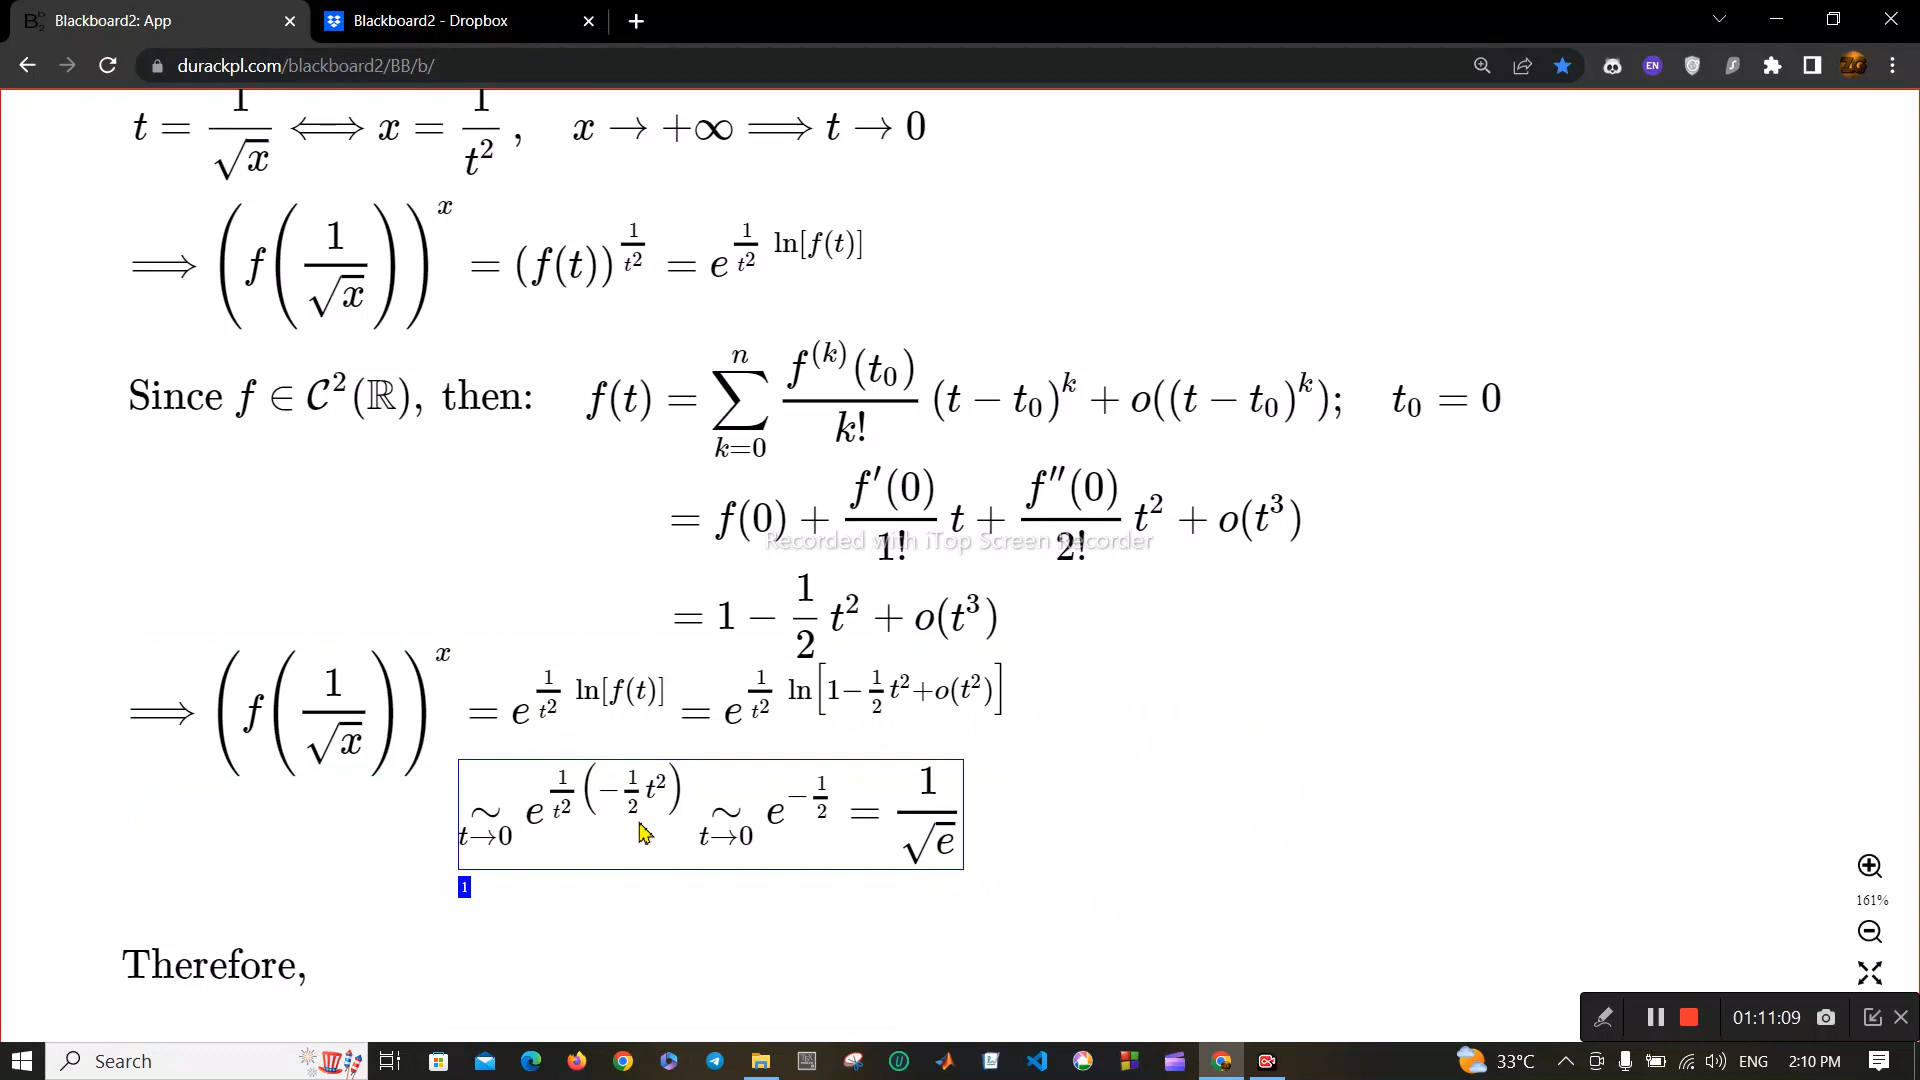 Blackboard2: App
Blackboard2 - Dropbox
durackpl.com/blackboard2/BB/b/
EN
ZG
t = 1/√x ⟺ x = 1/t², x → +∞ ⟹ t → 0
⟹ (f(1/√x))^x = (f(t))^(1/t²) = e^(1/t² ln[f(t)])
Since f ∈ 𝒞²(ℝ), then: f(t) = ∑_{k=0}^{n} f^(k)(t₀)/k! (t − t₀)^k + o((t − t₀)^k); t₀ = 0
= f(0) + f′(0)/1! t + f″(0)/2! t² + o(t³)
Recorded with iTop Screen Recorder
= 1 − 1/2 t² + o(t³)
⟹ (f(1/√x))^x = e^(1/t² ln[f(t)]) = e^(1/t² ln[1−1/2 t²+o(t²)])
∼_{t→0} e^(1/t² (−1/2 t²)) ∼_{t→0} e^(−1/2) = 1/√e
1
161%
Therefore,
01:11:09
Search
33°C
ENG
2:10 PM